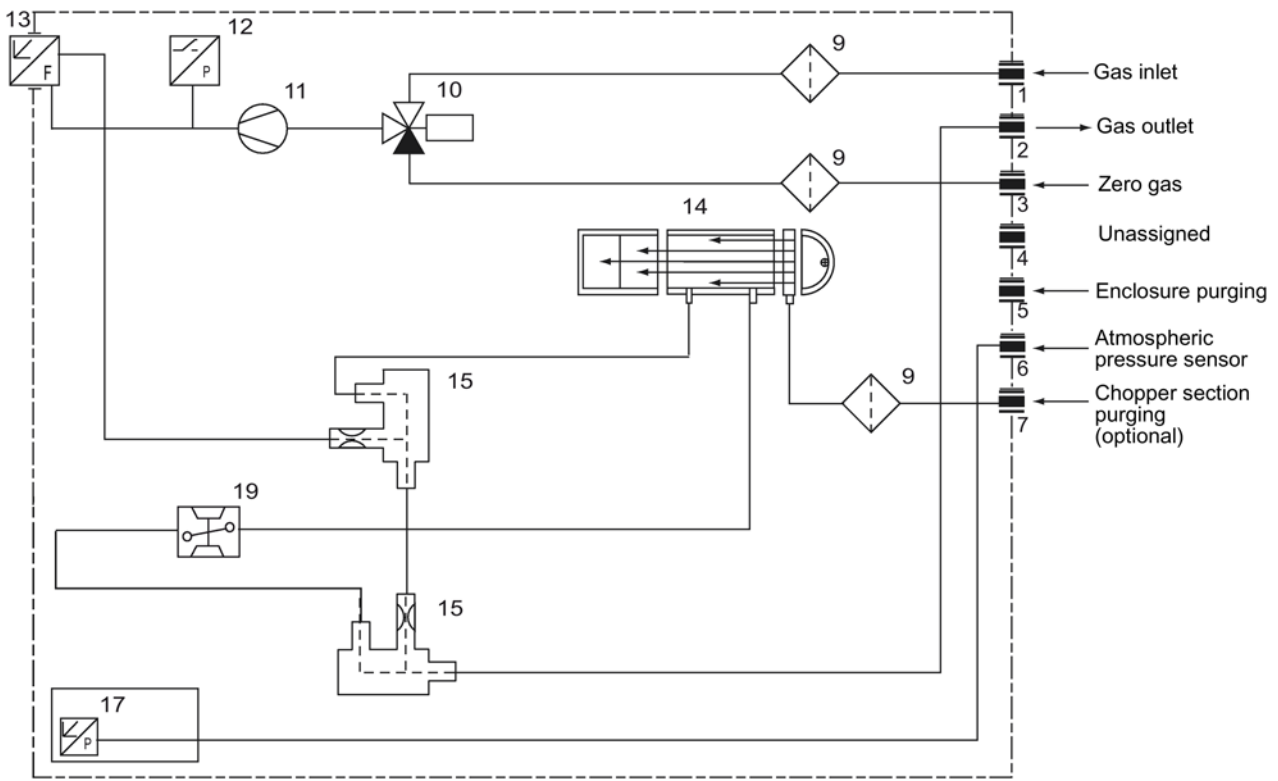 13
F
12
P
11
10
9
1
Gas inlet
2
Gas outlet
9
3
Zero gas
14
4
Unassigned
5
Enclosure purging
6
Atmospheric
pressure sensor
15
9
7
Chopper section
purging
(optional)
19
15
17
P